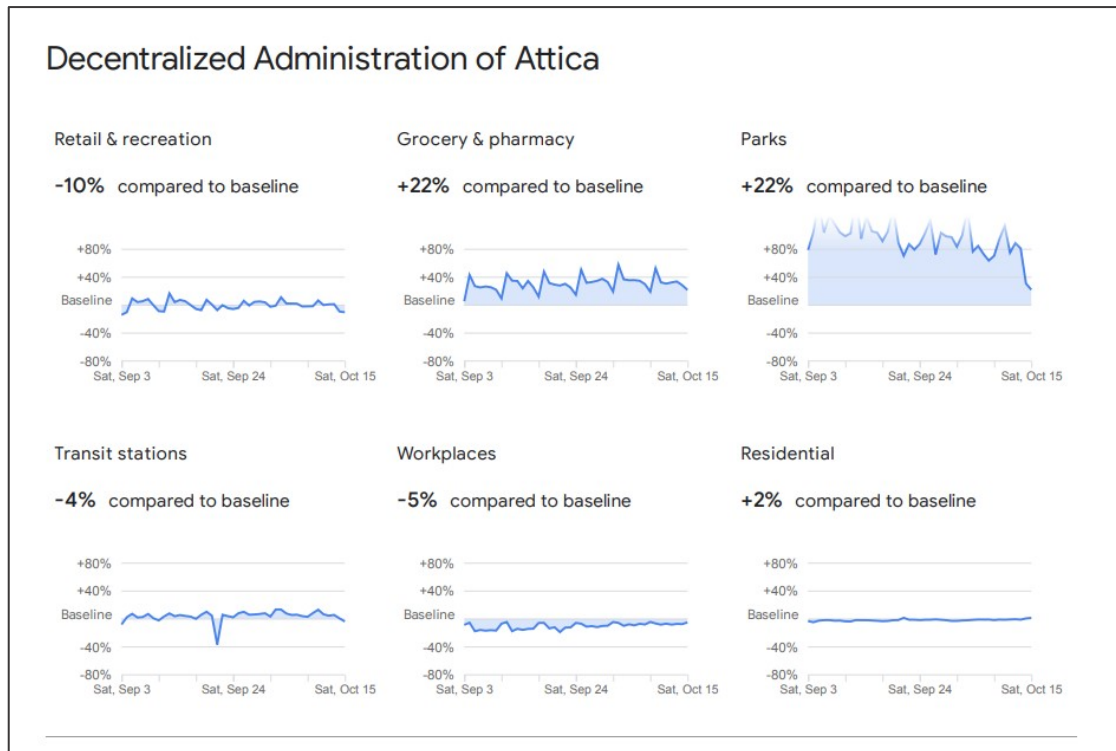 Decentralized Administration of Attica
Retail & recreation
-10% compared to baseline
+80%
+40%
Baseline
-40%
-80%
Sat, Sep 3 Sat, Sep 24 Sat, Oct 15
Grocery & pharmacy
+22% compared to baseline
+80%
+40%
Baseline
-40%
-80%
Sat, Sep 3 Sat, Sep 24 Sat, Oct 15
Parks
+22% compared to baseline
+80%
+40%
Baseline
-40%
-80%
Sat, Sep 3 Sat, Sep 24 Sat, Oct 15
Transit stations
-4% compared to baseline
+80%
+40%
Baseline
-40%
-80%
Sat, Sep 3 Sat, Sep 24 Sat, Oct 15
Workplaces
-5% compared to baseline
+80%
+40%
Baseline
-40%
-80%
Sat, Sep 3 Sat, Sep 24 Sat, Oct 15
Residential
+2% compared to baseline
+80%
+40%
Baseline
-40%
-80%
Sat, Sep 3 Sat, Sep 24 Sat, Oct 15